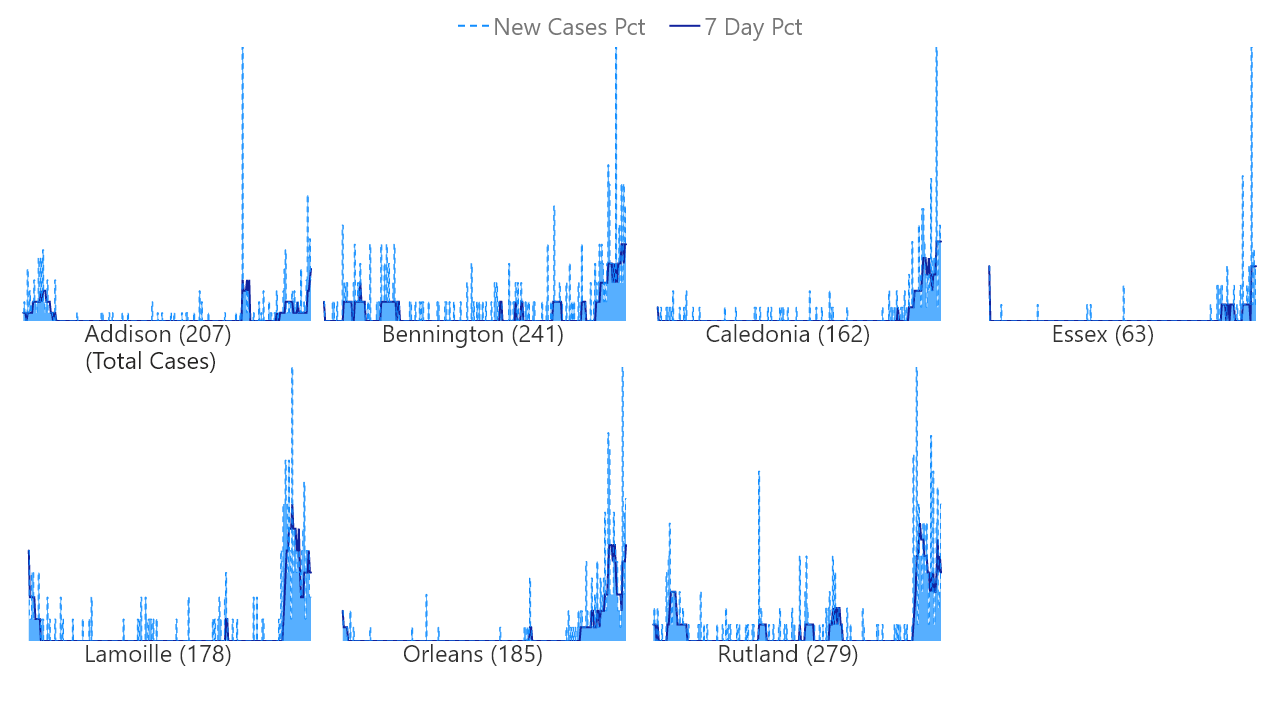 New Cases Pct 7 Day Pct
Addison (207) Bennington (241) Caledonia (162) Essex (63)
(Total Cases)
Lamoille (178) Orleans (185) Rutland (279)